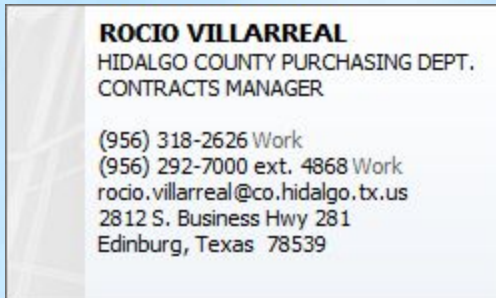 ROCIO VILLARREAL
HIDALGO COUNTY PURCHASING DEPT.
CONTRACTS MANAGER
(956) 318-2626 Work
(956) 292-7000 ext. 4868 Work
rocio.villarreal@co.hidalgo.tx.us
2812 S. Business Hwy 281
Edinburg, Texas 78539